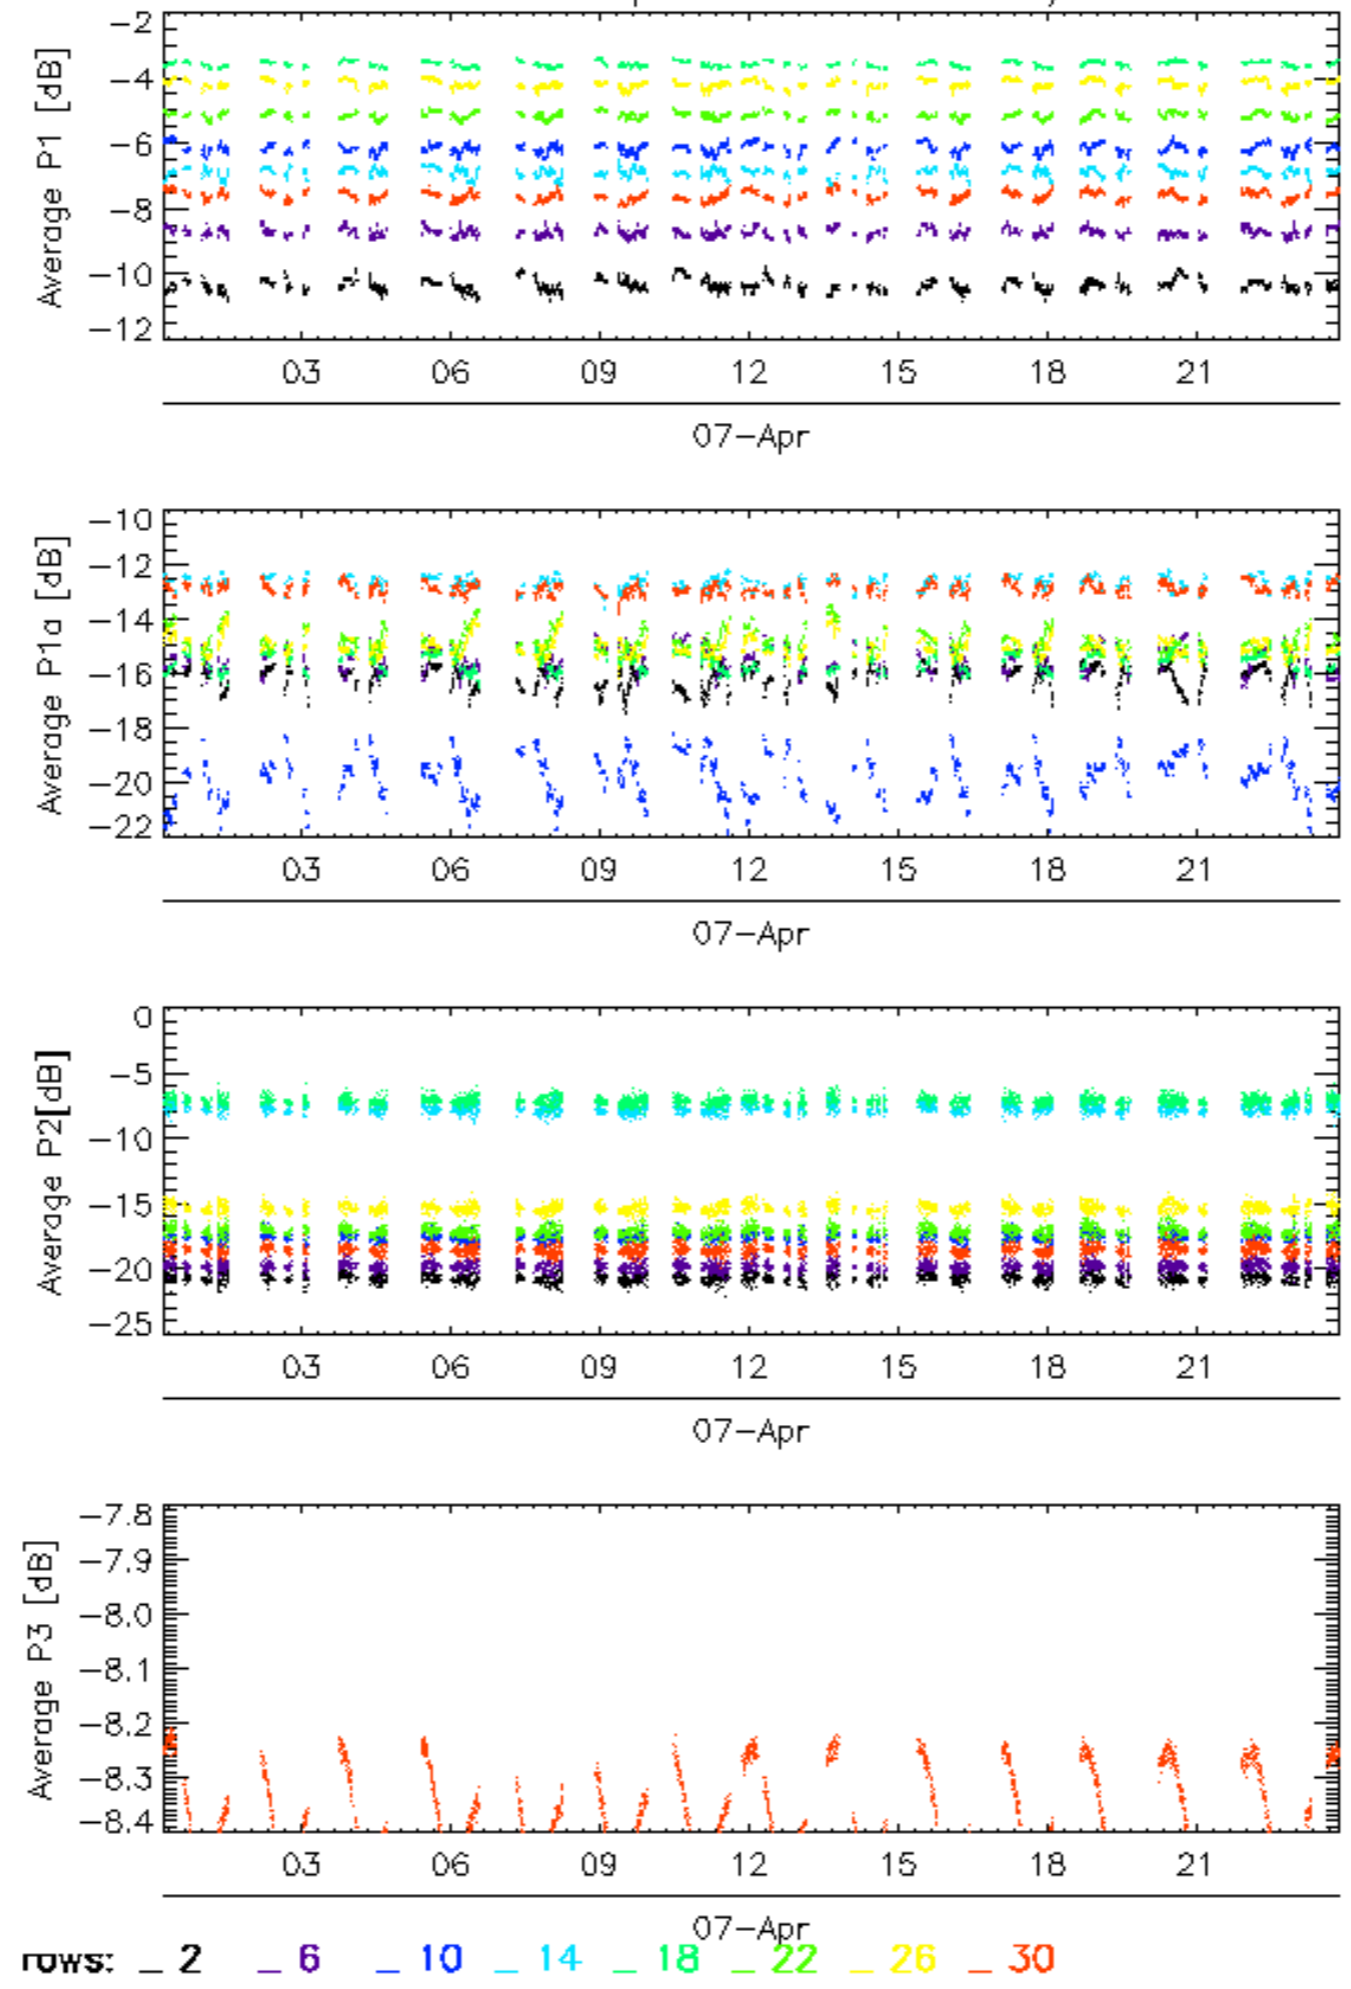 −2
−4
−6
−8
−10
−12
Average P1 [dB]
03 06 09 12 15 18 21
07−Apr
−10
−12
−14
−16
−18
−20
−22
Average P1a [dB]
03 06 09 12 15 18 21
07−Apr
0
−5
−10
−15
−20
−25
Average P2[dB]
03 06 09 12 15 18 21
07−Apr
−7.8
−7.9
−8.0
−8.1
−8.2
−8.3
−8.4
Average P3 [dB]
03 06 09 12 15 18 21
07−Apr
rows: _ 2 _ 6 _ 10 _ 14 _ 18 _ 22 _ 26 _ 30